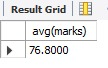 Result Grid
avg(marks)
76.8000